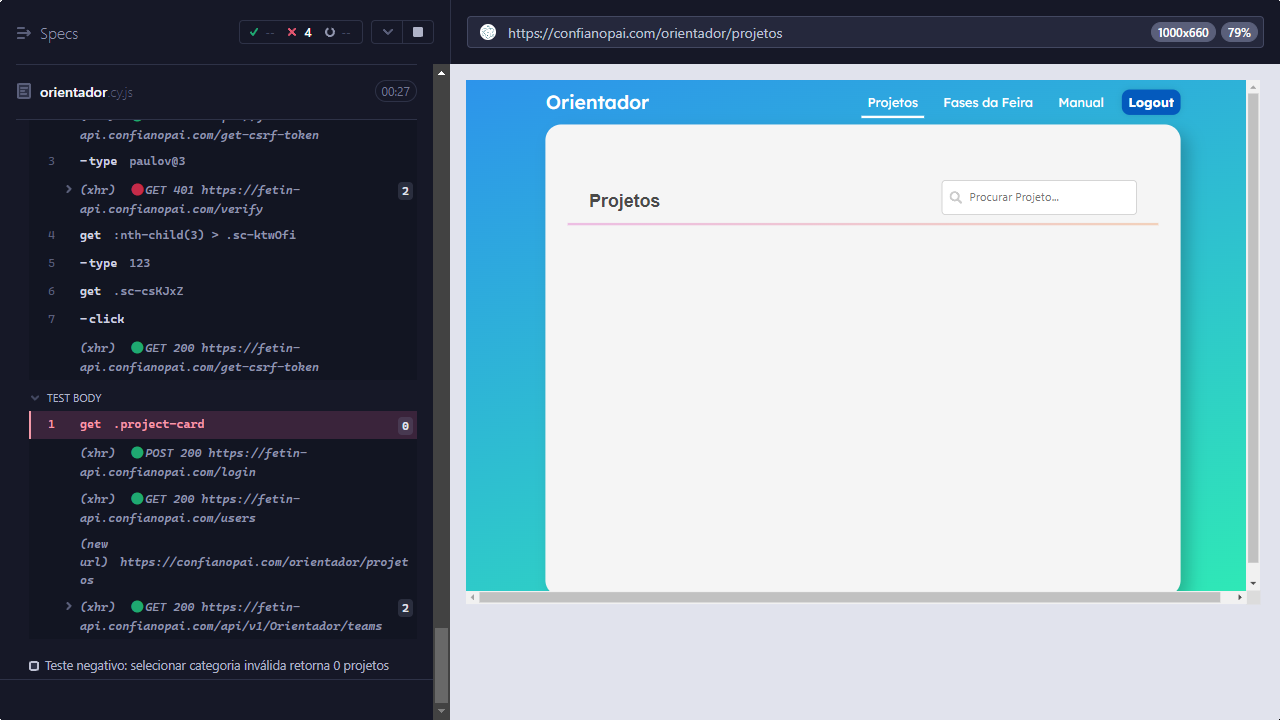 Specs
-- 4 --
orientador.cy.js
00:27
api.confianopai.com/get-csrf-token
3 -type paulov@3
(xhr) GET 401 https://fetin-
api.confianopai.com/verify
2
4 get :nth-child(3) > .sc-ktwOfi
5 -type 123
6 get .sc-csKJxZ
7 -click
(xhr) GET 200 https://fetin-
api.confianopai.com/get-csrf-token
TEST BODY
1 get .project-card 0
(xhr) POST 200 https://fetin-
api.confianopai.com/login
(xhr) GET 200 https://fetin-
api.confianopai.com/users
(new
url) https://confianopai.com/orientador/projet
os
(xhr) GET 200 https://fetin-
api.confianopai.com/api/v1/Orientador/teams
2
Teste negativo: selecionar categoria inválida retorna 0 projetos
https://confianopai.com/orientador/projetos
1000x660
79%
Orientador
Projetos
Fases da Feira
Manual
Logout
Projetos
Procurar Projeto...